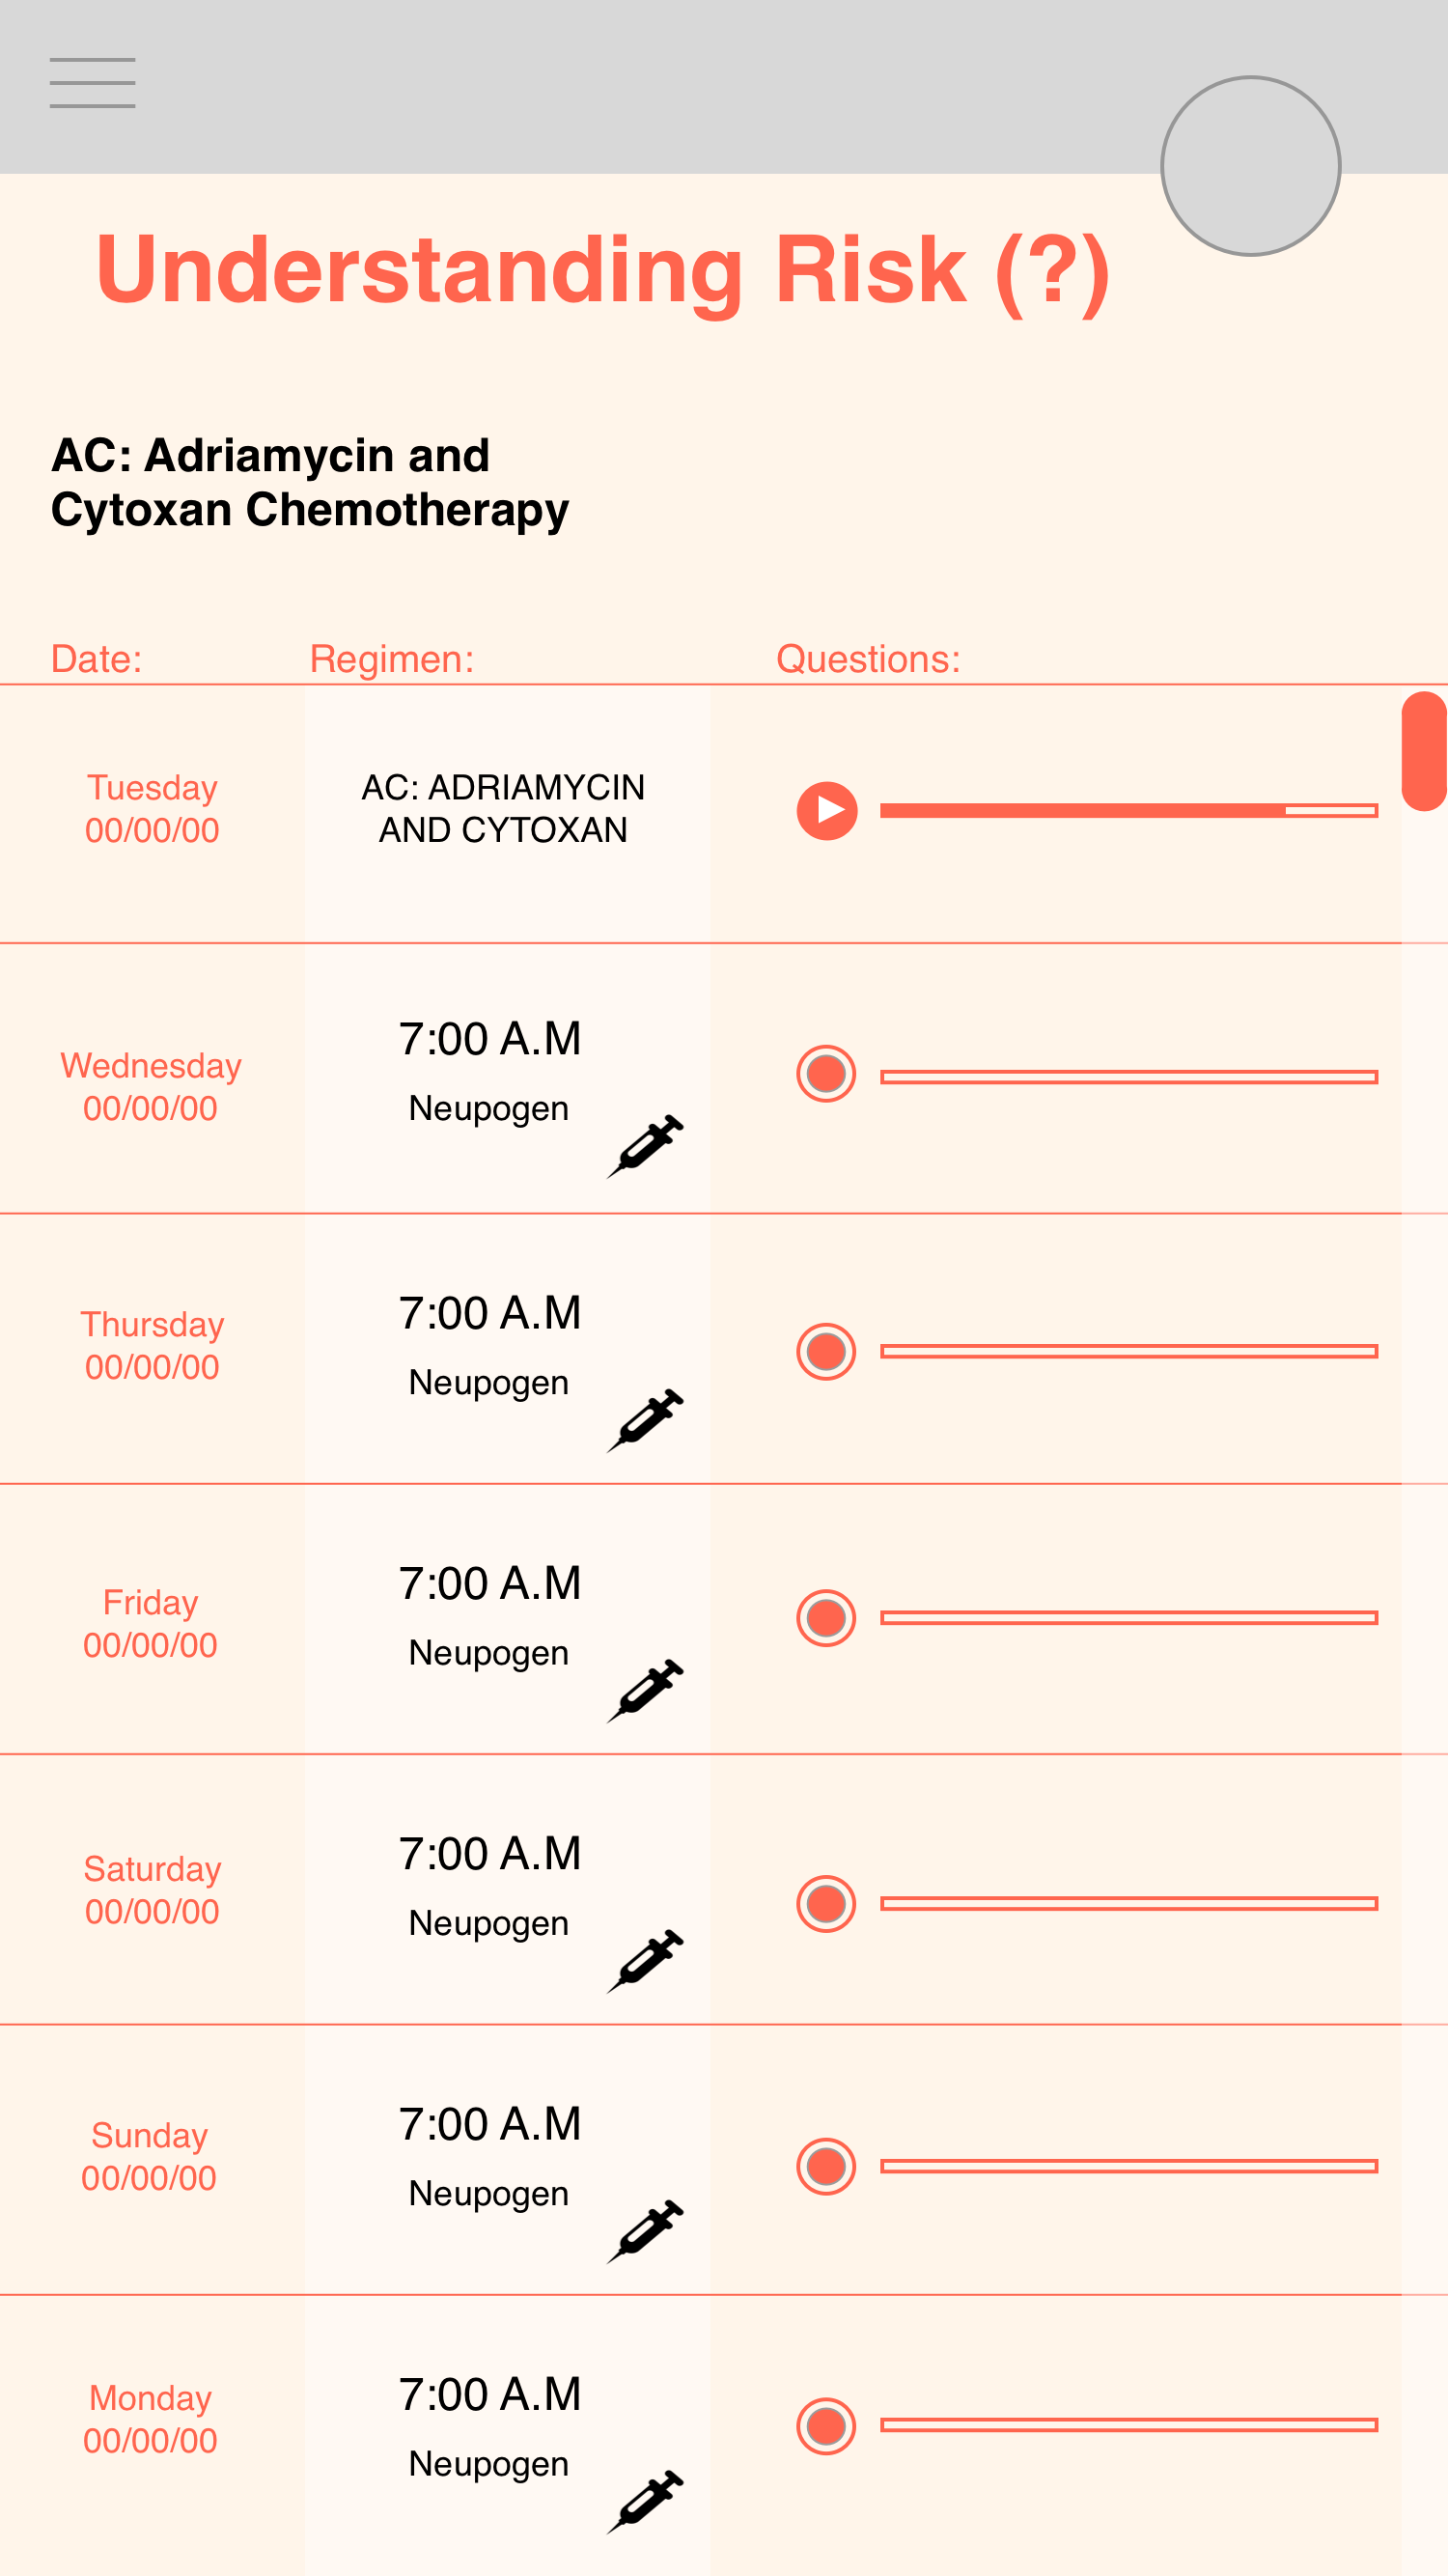 Understanding Risk (?)
AC: Adriamycin and
Cytoxan Chemotherapy
Date: Regimen: Questions:
Tuesday
00/00/00
AC: ADRIAMYCIN
AND CYTOXAN
Wednesday
00/00/00
7:00 A.M
Neupogen
Thursday
00/00/00
7:00 A.M
Neupogen
Friday
00/00/00
7:00 A.M
Neupogen
Saturday
00/00/00
7:00 A.M
Neupogen
Sunday
00/00/00
7:00 A.M
Neupogen
Monday
00/00/00
7:00 A.M
Neupogen